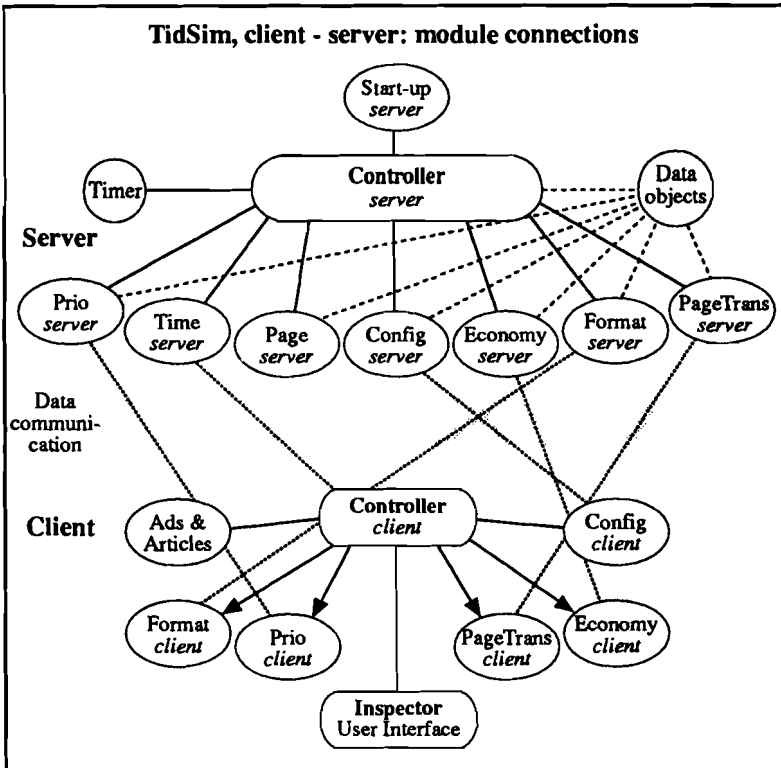 TidSim, client - server: module connections
Start-up
server
Timer
Controller
server
Data
objects
Server
Prio
server
Time
server
Page
server
Config
server
Economy
server
Format
server
PageTrans
server
Data
communi-
cation
Client
Ads &
Articles
Controller
client
Config
client
Format
client
Prio
client
PageTrans
client
Economy
client
Inspector
User Interface